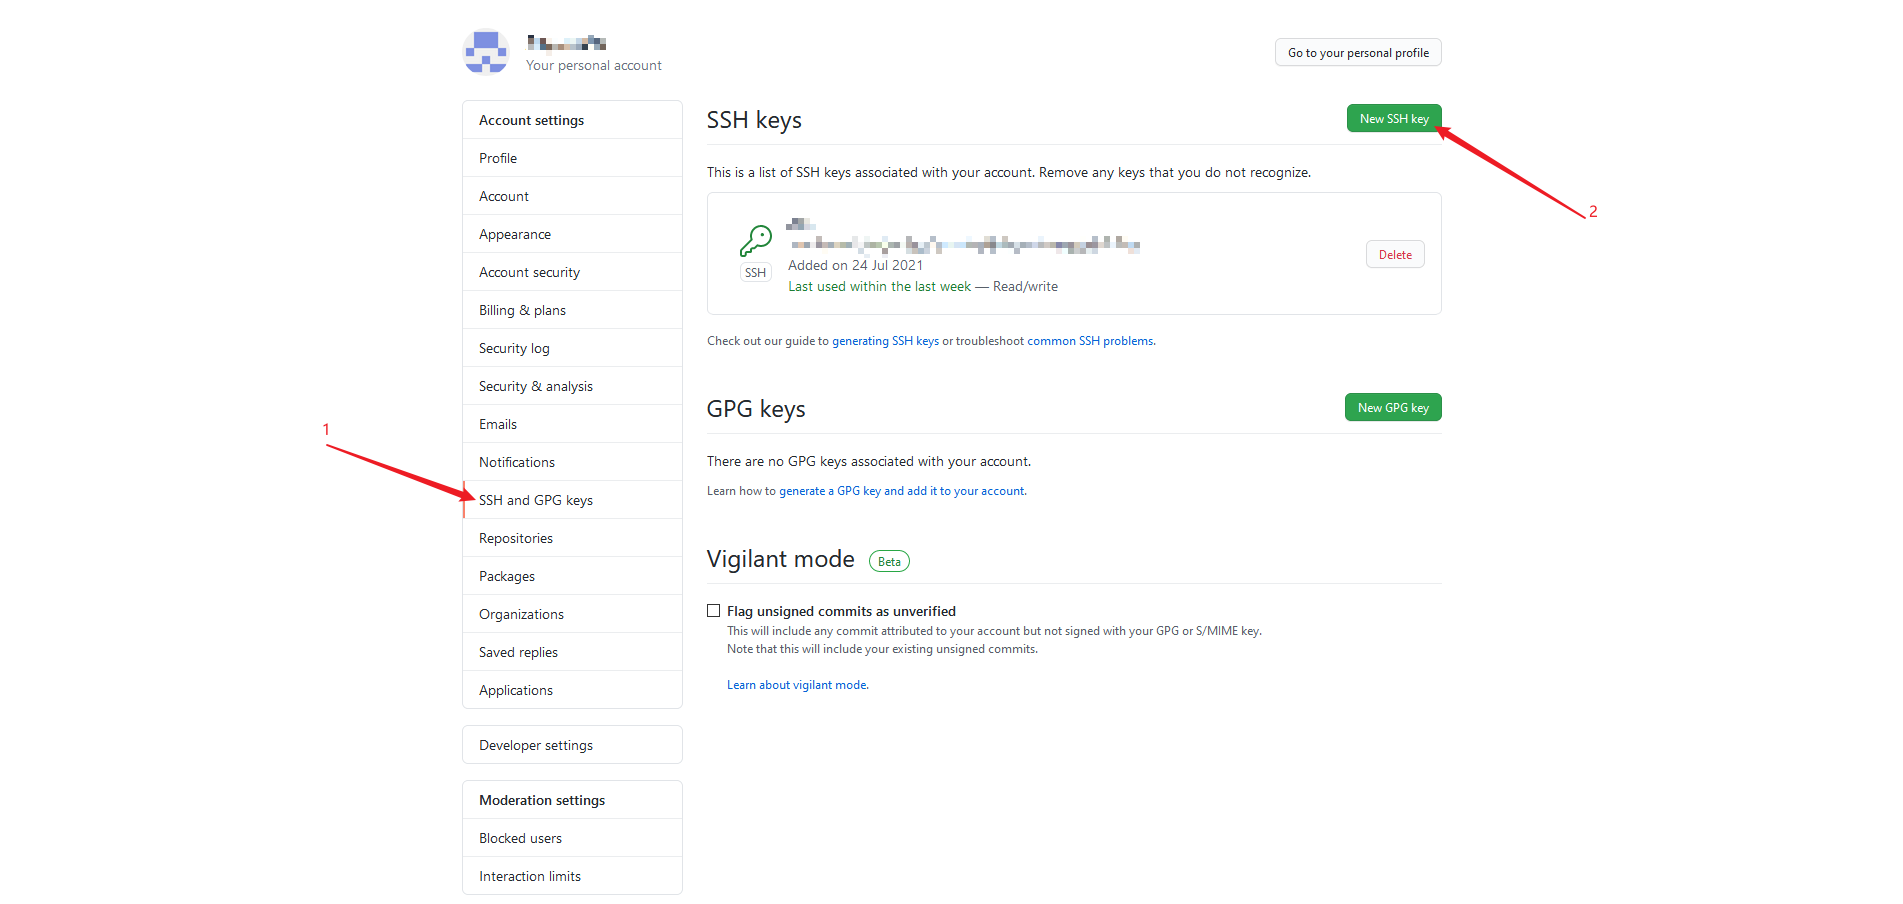 Your personal account
Go to your personal profile
Account settings
Profile
Account
Appearance
Account security
Billing & plans
Security log
Security & analysis
Emails
Notifications
SSH and GPG keys
Repositories
Packages
Organizations
Saved replies
Applications
Developer settings
Moderation settings
Blocked users
Interaction limits
1
SSH keys
New SSH key
2
This is a list of SSH keys associated with your account. Remove any keys that you do not recognize.
SSH
Added on 24 Jul 2021
Last used within the last week — Read/write
Delete
Check out our guide to generating SSH keys or troubleshoot common SSH problems.
GPG keys
New GPG key
There are no GPG keys associated with your account.
Learn how to generate a GPG key and add it to your account.
Vigilant mode
Beta
Flag unsigned commits as unverified
This will include any commit attributed to your account but not signed with your GPG or S/MIME key.
Note that this will include your existing unsigned commits.
Learn about vigilant mode.